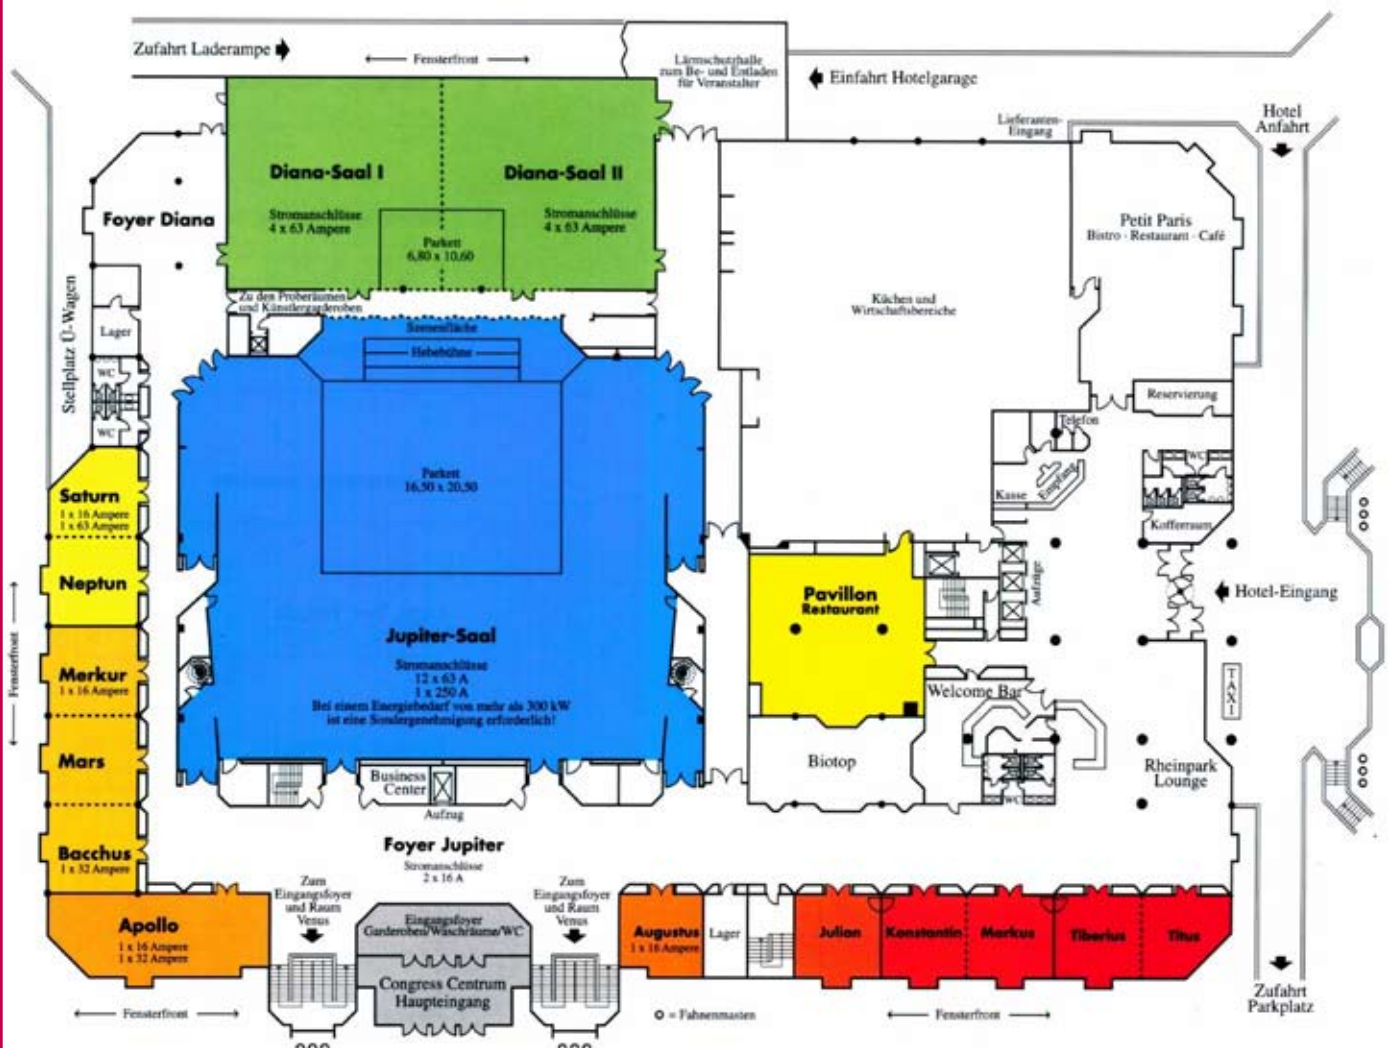 Zufahrt Laderampe
Fensterfront
Lärmschutzhalle
zum Be- und Entladen
für Veranstalter
Einfahrt Hotelgarage
Hotel
Anfahrt
Lieferanten-
Eingang
Diana-Saal I
Stromanschlüsse
4 x 63 Ampere
Diana-Saal II
Stromanschlüsse
4 x 63 Ampere
Parkett
6,80 x 10,60
Foyer Diana
Petit Paris
Bistro - Restaurant - Café
Küchen und
Wirtschaftsbereiche
Zu den Proberäumen
und Künstlergarderoben
Szenenfläche
Hebebühne
Stellplatz Ü-Wagen
Lager
WC
WC
Reservierung
Telefon
Empfang
Kasse
WC
Kofferraum
Parkett
16,50 x 20,50
Saturn
1 x 16 Ampere
1 x 63 Ampere
Neptun
Fensterfront
Merkur
1 x 16 Ampere
Mars
Bacchus
1 x 32 Ampere
Jupiter-Saal
Stromanschlüsse
12 x 63 A
1 x 250 A
Bei einem Energiebedarf von mehr als 300 kW
ist eine Sondergenehmigung erforderlich!
Pavillon
Restaurant
Aufzüge
Hotel-Eingang
TAXI
Welcome Bar
Biotop
WC
Rheinpark
Lounge
Business
Center
Aufzug
Foyer Jupiter
Stromanschlüsse
2 x 16 A
Zum
Eingangsfoyer
und Raum
Venus
Zum
Eingangsfoyer
und Raum
Venus
Apollo
1 x 16 Ampere
1 x 32 Ampere
Eingangsfoyer
Garderoben/Waschräume/WC
Congress Centrum
Haupteingang
Augustus
1 x 16 Ampere
Lager
Julian
Konstantin
Markus
Tiberius
Titus
Fensterfront
= Fahnenmasten
Fensterfront
Zufahrt
Parkplatz